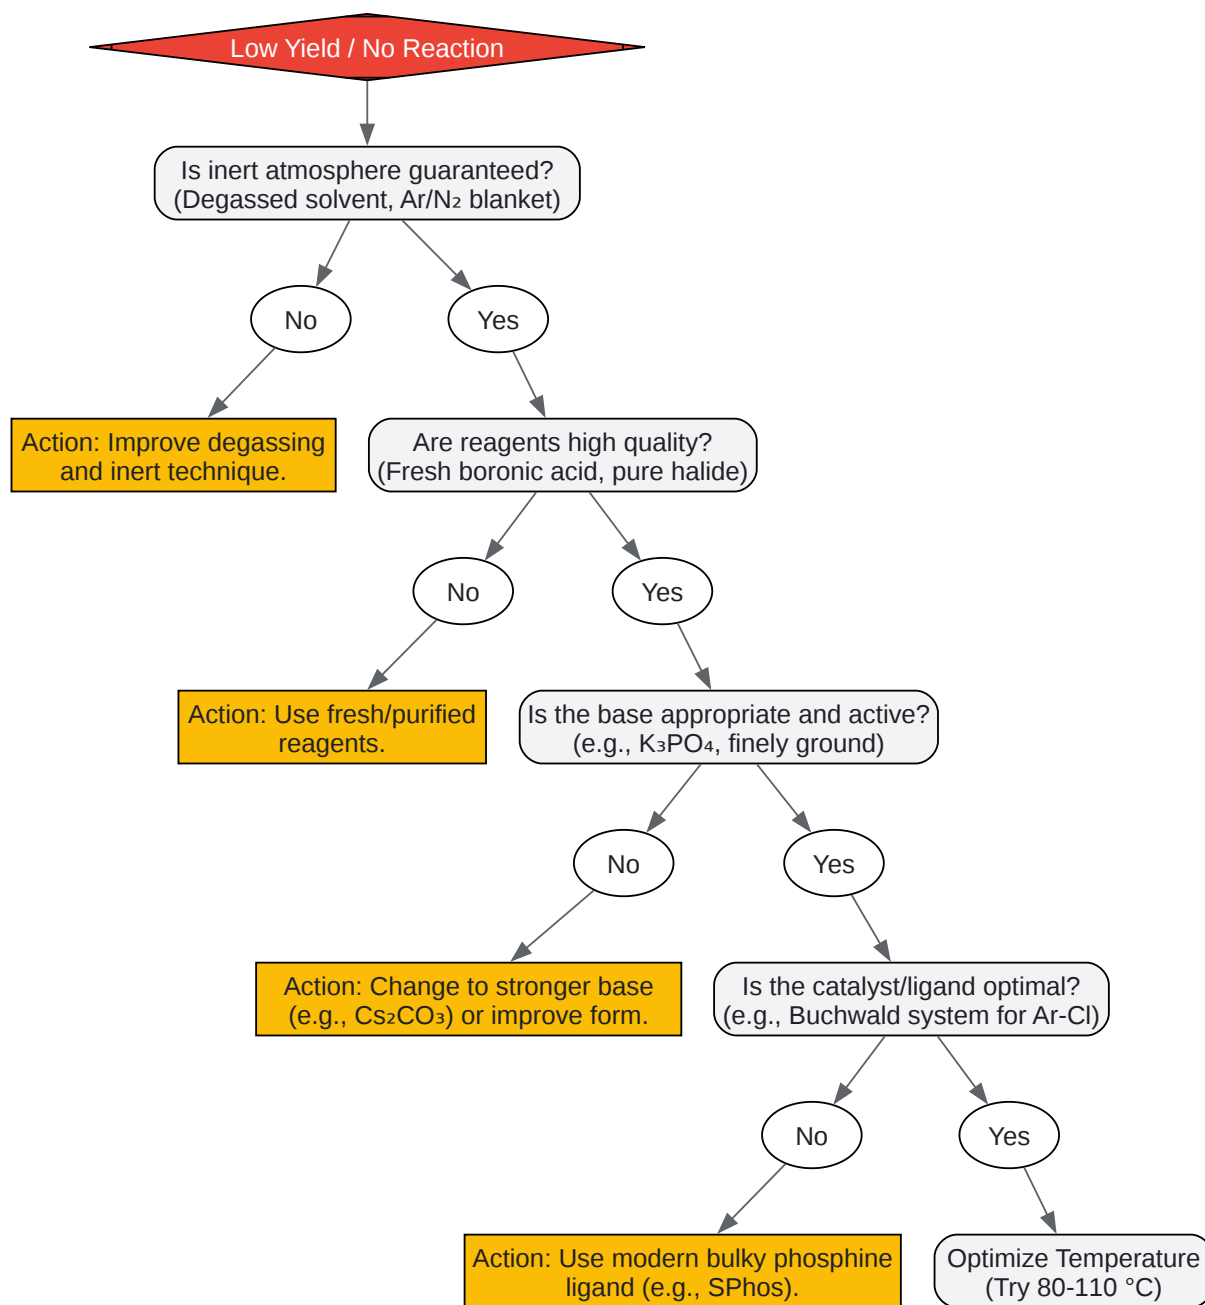 Low Yield / No Reaction
Is inert atmosphere guaranteed?
(Degassed solvent, Ar/N₂ blanket)
No
Yes
Action: Improve degassing
and inert technique.
Are reagents high quality?
(Fresh boronic acid, pure halide)
No
Yes
Action: Use fresh/purified
reagents.
Is the base appropriate and active?
(e.g., K₃PO₄, finely ground)
No
Yes
Action: Change to stronger base
(e.g., Cs₂CO₃) or improve form.
Is the catalyst/ligand optimal?
(e.g., Buchwald system for Ar-Cl)
No
Yes
Action: Use modern bulky phosphine
ligand (e.g., SPhos).
Optimize Temperature
(Try 80-110 °C)